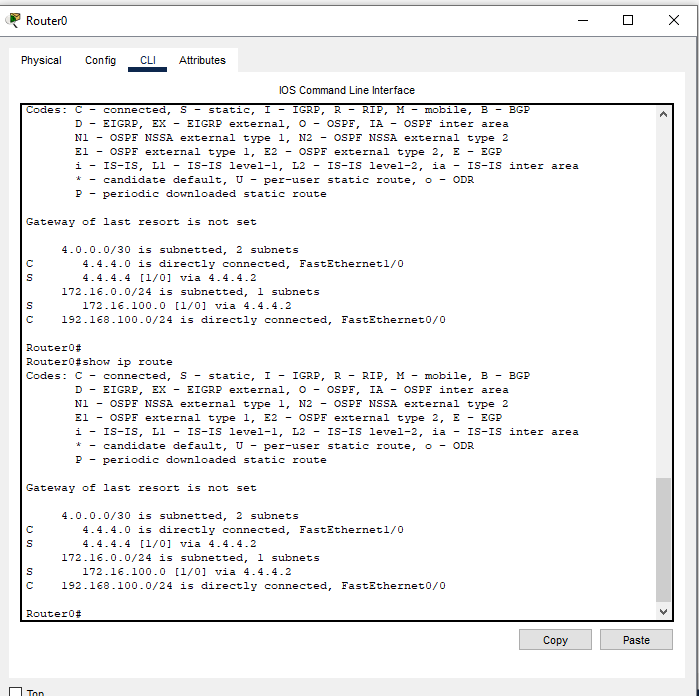 Router0
Physical Config CLI Attributes
IOS Command Line Interface
Codes: C - connected, S - static, I - IGRP, R - RIP, M - mobile, B - BGP
D - EIGRP, EX - EIGRP external, O - OSPF, IA - OSPF inter area
N1 - OSPF NSSA external type 1, N2 - OSPF NSSA external type 2
E1 - OSPF external type 1, E2 - OSPF external type 2, E - EGP
i - IS-IS, L1 - IS-IS level-1, L2 - IS-IS level-2, ia - IS-IS inter area
* - candidate default, U - per-user static route, o - ODR
P - periodic downloaded static route
Gateway of last resort is not set
4.0.0.0/30 is subnetted, 2 subnets
C 4.4.4.0 is directly connected, FastEthernet1/0
S 4.4.4.4 [1/0] via 4.4.4.2
172.16.0.0/24 is subnetted, 1 subnets
S 172.16.100.0 [1/0] via 4.4.4.2
C 192.168.100.0/24 is directly connected, FastEthernet0/0
Router0#
Router0#show ip route
Codes: C - connected, S - static, I - IGRP, R - RIP, M - mobile, B - BGP
D - EIGRP, EX - EIGRP external, O - OSPF, IA - OSPF inter area
N1 - OSPF NSSA external type 1, N2 - OSPF NSSA external type 2
E1 - OSPF external type 1, E2 - OSPF external type 2, E - EGP
i - IS-IS, L1 - IS-IS level-1, L2 - IS-IS level-2, ia - IS-IS inter area
* - candidate default, U - per-user static route, o - ODR
P - periodic downloaded static route
Gateway of last resort is not set
4.0.0.0/30 is subnetted, 2 subnets
C 4.4.4.0 is directly connected, FastEthernet1/0
S 4.4.4.4 [1/0] via 4.4.4.2
172.16.0.0/24 is subnetted, 1 subnets
S 172.16.100.0 [1/0] via 4.4.4.2
C 192.168.100.0/24 is directly connected, FastEthernet0/0
Router0#
Copy Paste
Top